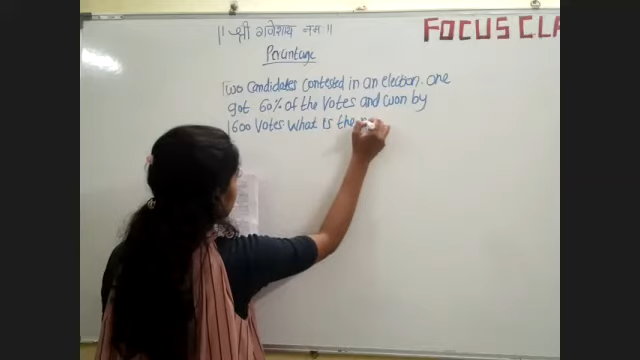 ।। श्री गणेशाय नमः ।।
FOCUS CLA
Percentage
Two Candidates Contested in an election. one
got 60% of the Votes and won by
1600 Votes What is the